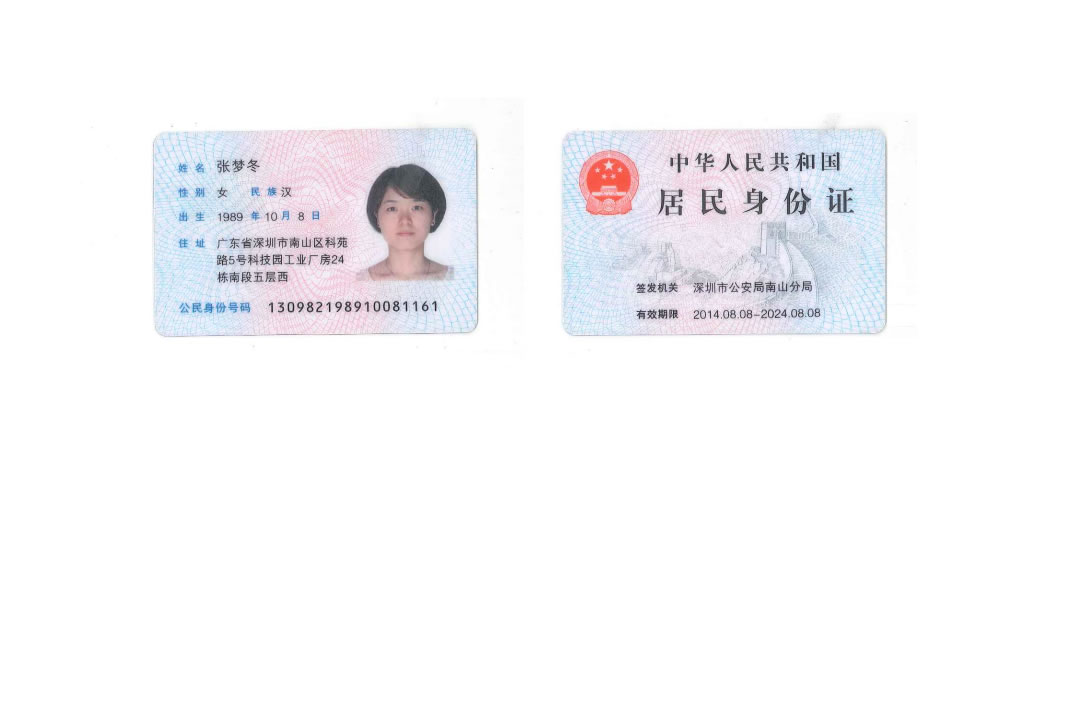 姓名 张梦冬
性别 女 民族 汉
出生 1989 年 10 月 8 日
住址 广东省深圳市南山区科苑
路5号科技园工业厂房24
栋南段五层西
公民身份号码 130982198910081161
中华人民共和国
居民身份证
签发机关 深圳市公安局南山分局
有效期限 2014.08.08-2024.08.08